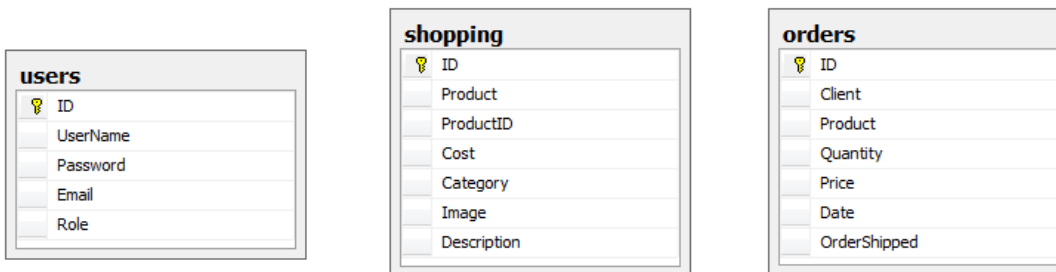 users
ID
UserName
Password
Email
Role
shopping
ID
Product
ProductID
Cost
Category
Image
Description
orders
ID
Client
Product
Quantity
Price
Date
OrderShipped